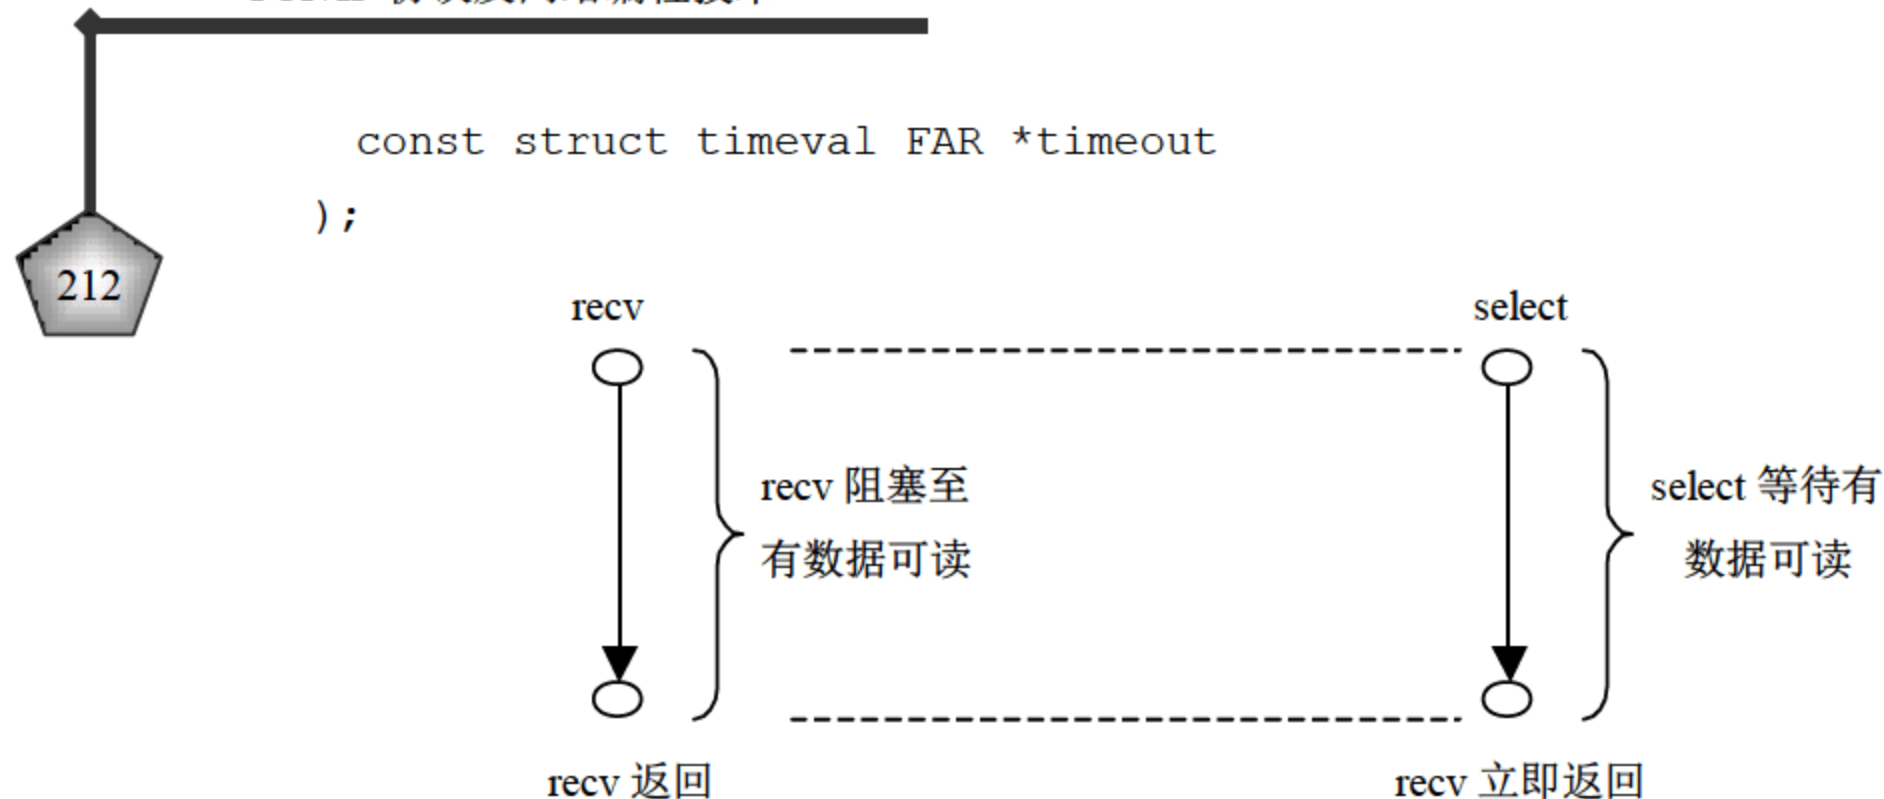 const struct timeval FAR *timeout
);
212
recv
select
recv 阻塞至
有数据可读
select 等待有
数据可读
recv 返回
recv 立即返回